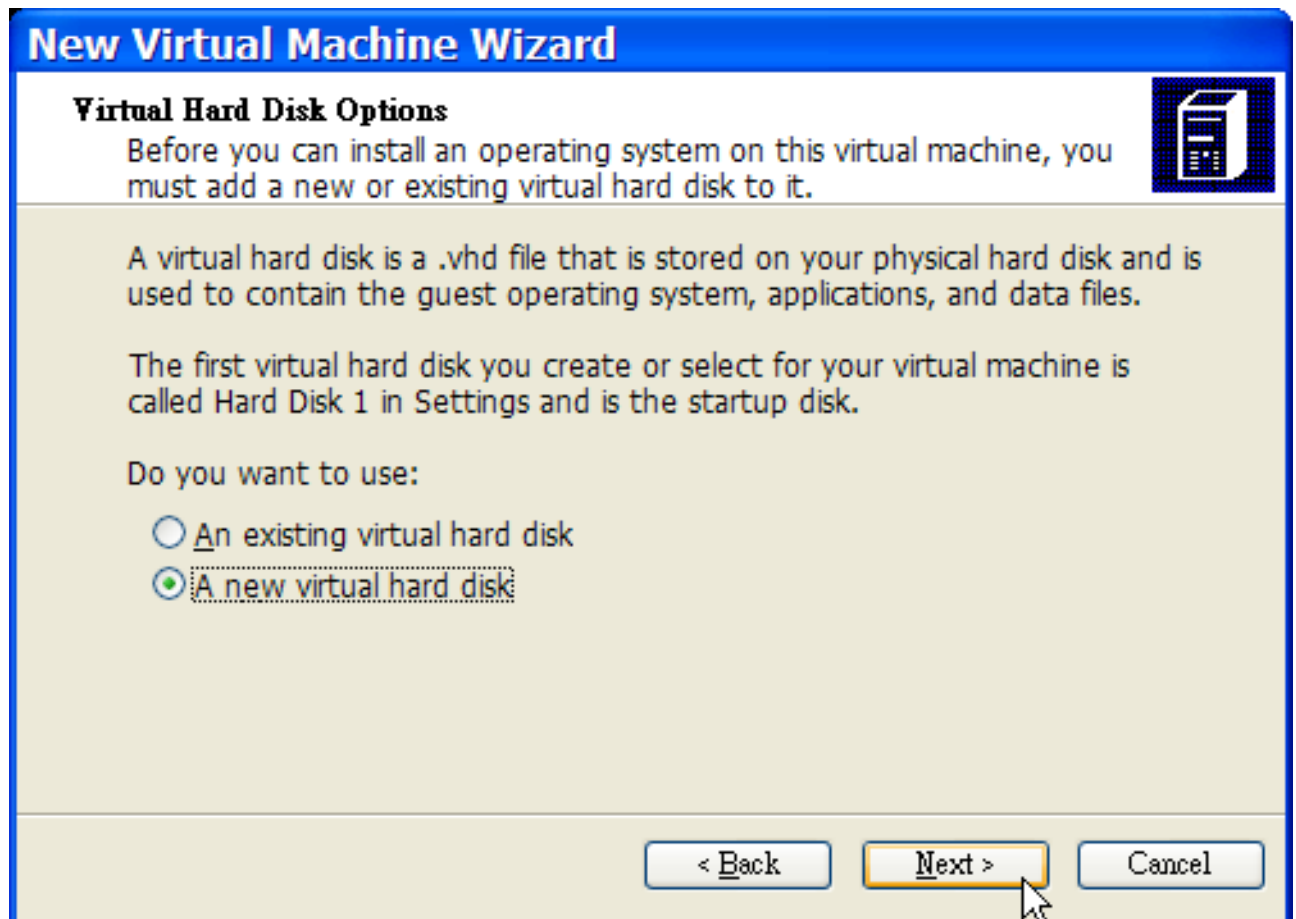 New Virtual Machine Wizard
Virtual Hard Disk Options
Before you can install an operating system on this virtual machine, you
must add a new or existing virtual hard disk to it.
A virtual hard disk is a .vhd file that is stored on your physical hard disk and is
used to contain the guest operating system, applications, and data files.
The first virtual hard disk you create or select for your virtual machine is
called Hard Disk 1 in Settings and is the startup disk.
Do you want to use:
An existing virtual hard disk
A new virtual hard disk
< Back Next > Cancel